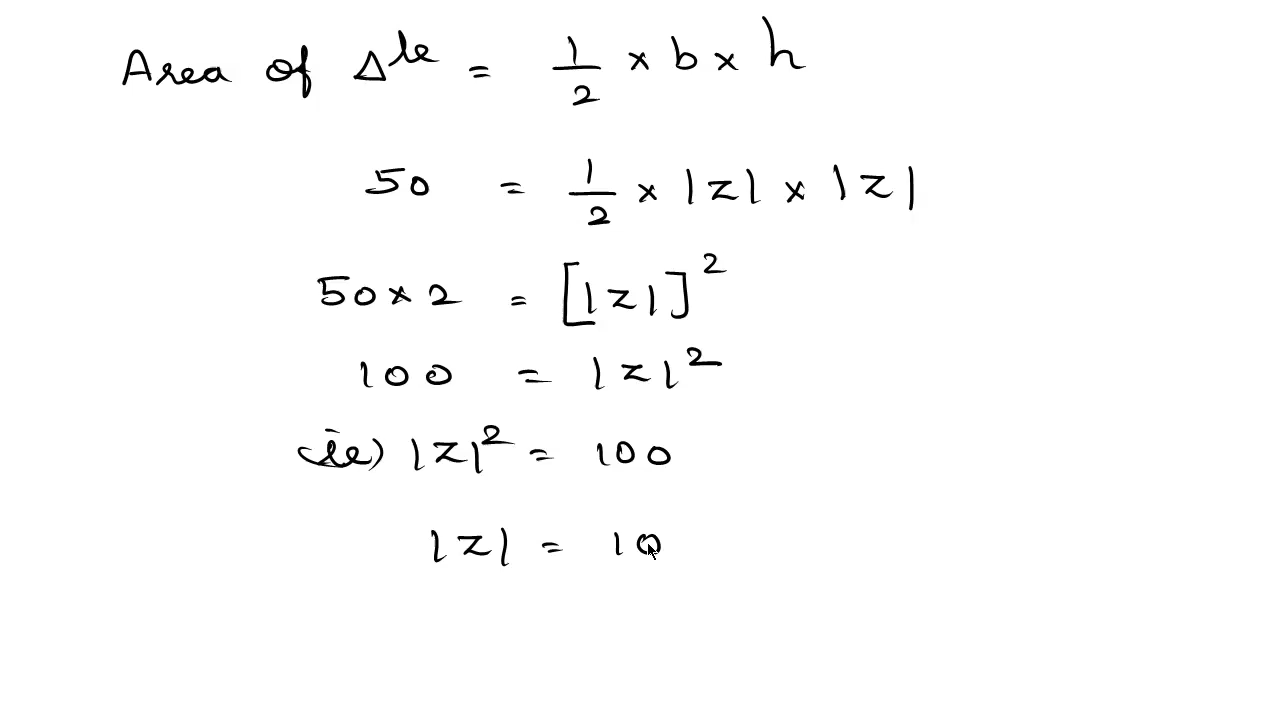 Area of Δle = 1/2 × b × h
50 = 1/2 × |z| × |z|
50 × 2 = [|z|]²
100 = |z|²
(ie) |z|² = 100
|z| = 10